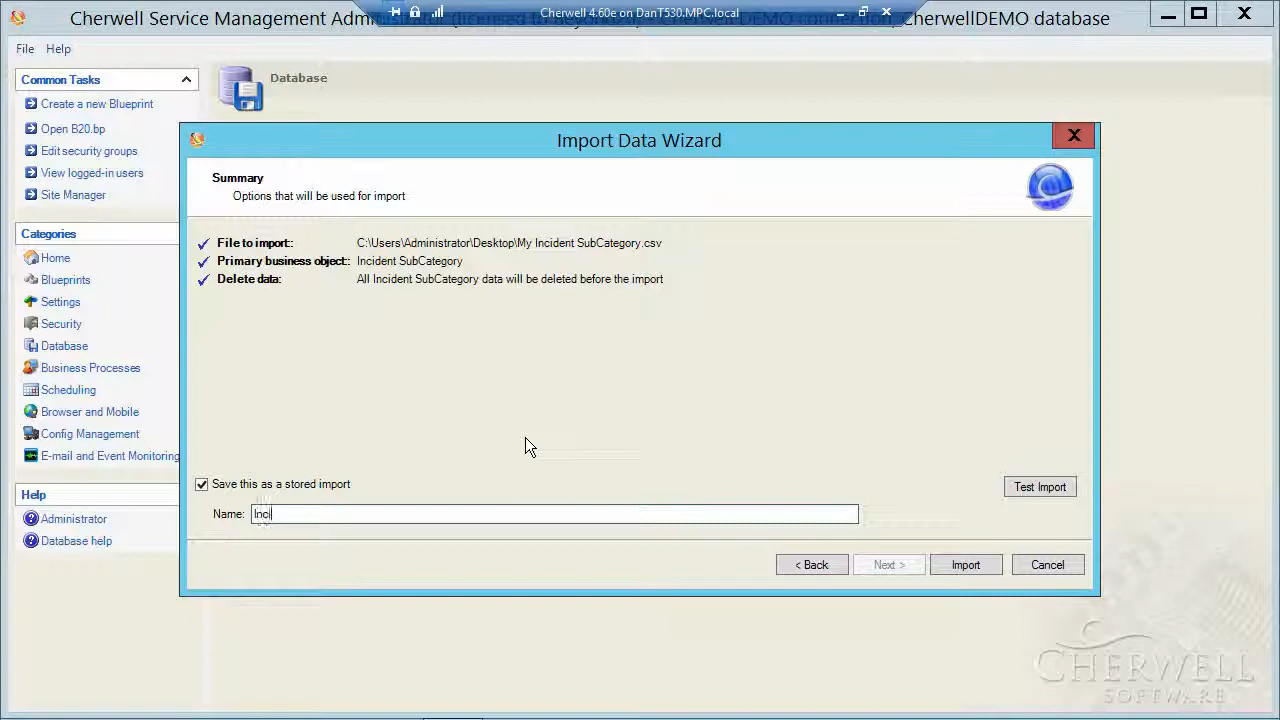 Cherwell 4.60e on DanT530.MPC.local
Cherwell Service Management Admini
CherwellDEMO database
File Help
Common Tasks
Create a new Blueprint
Open B20.bp
Edit security groups
View logged-in users
Site Manager
Categories
Home
Blueprints
Settings
Security
Database
Business Processes
Scheduling
Browser and Mobile
Config Management
E-mail and Event Monitoring
Help
Administrator
Database help
Database
Import Data Wizard
Summary
Options that will be used for import
File to import:: C:\Users\Administrator\Desktop\My Incident SubCategory.csv
Primary business object:: Incident SubCategory
Delete data: All Incident SubCategory data will be deleted before the import
Save this as a stored import
Test Import
Name: Inci
< Back Next > Import Cancel
CHERWELL
SOFTWARE